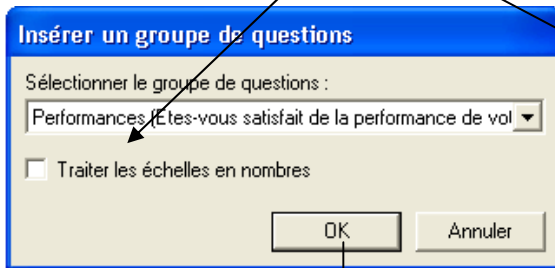 Insérer un groupe de questions
Sélectionner le groupe de questions :
Performances (Etes-vous satisfait de la performance de vot
Traiter les échelles en nombres
OK Annuler